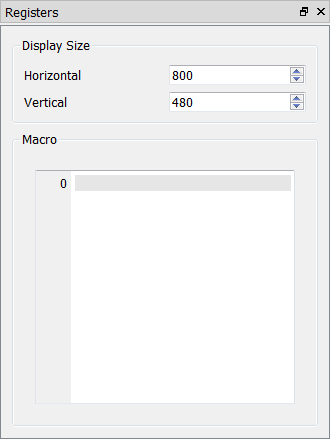 Registers
Display Size
Horizontal 800
Vertical 480
Macro
0